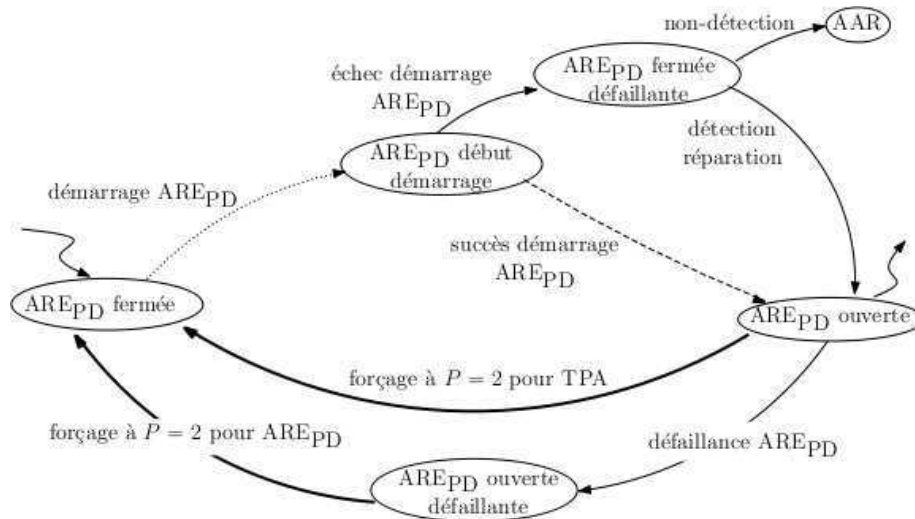 non-détection
AAR
échec démarrage
ARE_PD
ARE_PD fermée
défaillante
détection
réparation
ARE_PD début
démarrage
démarrage ARE_PD
succès démarrage
ARE_PD
ARE_PD fermée
ARE_PD ouverte
forçage à P = 2 pour TPA
forçage à P = 2 pour ARE_PD
défaillance ARE_PD
ARE_PD ouverte
défaillante